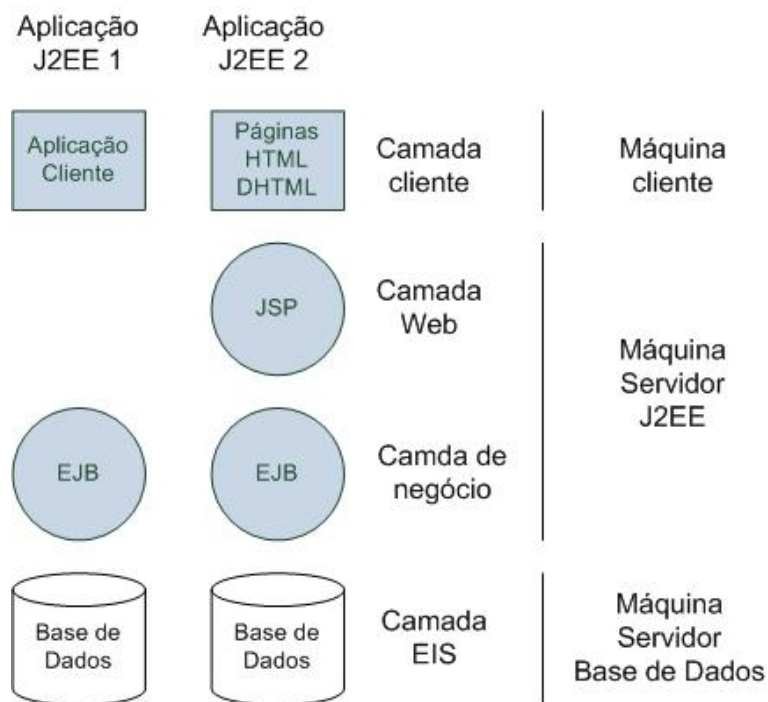 Aplicação
J2EE 1
Aplicação
J2EE 2
Aplicação
Cliente
Páginas
HTML
DHTML
Camada
cliente
Máquina
cliente
JSP
Camada
Web
Máquina
Servidor
J2EE
EJB
EJB
Camda de
negócio
Base de
Dados
Base de
Dados
Camada
EIS
Máquina
Servidor
Base de Dados